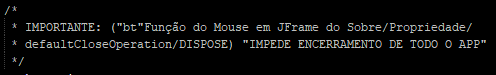 /*
* IMPORTANTE: ("bt"Função do Mouse em JFrame do Sobre/Propriedade/
* defaultCloseOperation/DISPOSE) "IMPEDE ENCERRAMENTO DE TODO O APP"
*/